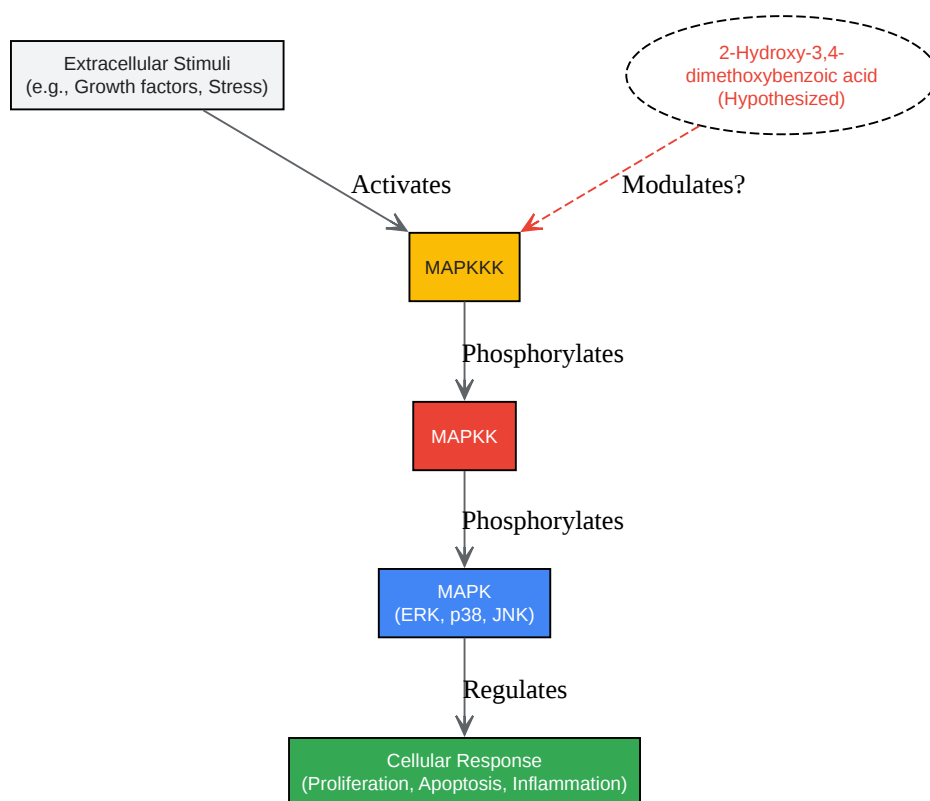 Extracellular Stimuli
(e.g., Growth factors, Stress)
2-Hydroxy-3,4-
dimethoxybenzoic acid
(Hypothesized)
Activates
Modulates?
MAPKKK
Phosphorylates
MAPKK
Phosphorylates
MAPK
(ERK, p38, JNK)
Regulates
Cellular Response
(Proliferation, Apoptosis, Inflammation)